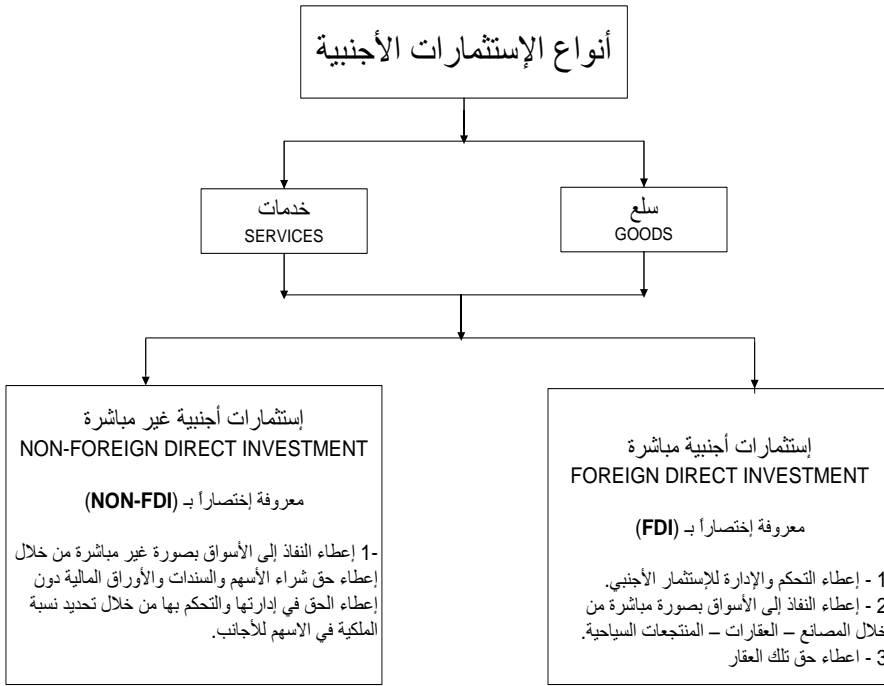 أنواع الإستثمارات الأجنبية
سلع
GOODS
خدمات
SERVICES
إستثمارات أجنبية مباشرة
FOREIGN DIRECT INVESTMENT
معروفة إختصاراً بـ (FDI)
1 - إعطاء التحكم والإدارة للإستثمار الأجنبي.
2 - إعطاء النفاذ إلى الأسواق بصورة مباشرة من
خلال المصانع – العقارات – المنتجعات السياحية.
3 - اعطاء حق تلك العقار
إستثمارات أجنبية غير مباشرة
NON-FOREIGN DIRECT INVESTMENT
معروفة إختصاراً بـ (NON-FDI)
1- إعطاء النفاذ إلى الأسواق بصورة غير مباشرة من خلال
إعطاء حق شراء الأسهم والسندات والأوراق المالية دون
إعطاء الحق في إدارتها والتحكم بها من خلال تحديد نسبة
الملكية في الاسهم للأجانب.